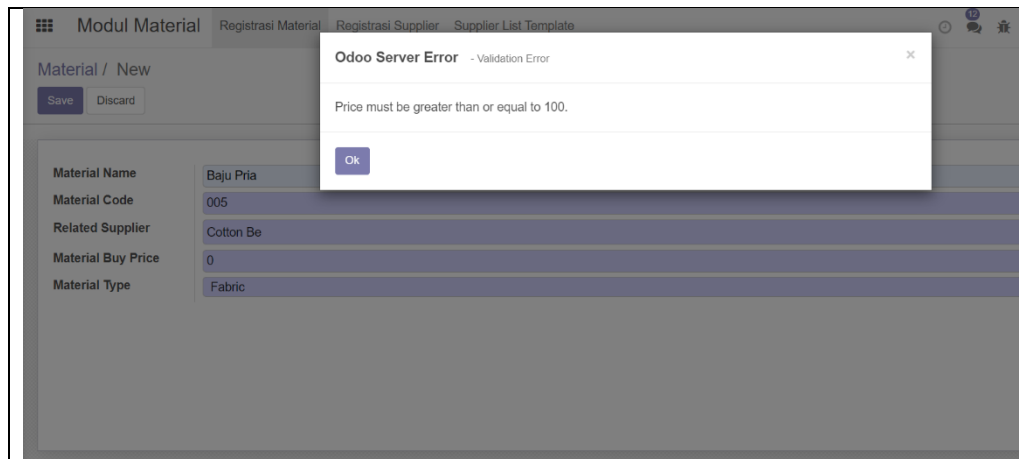 Modul Material Registrasi Material Registrasi Supplier Supplier List Template 12
Material / New
Save Discard
Odoo Server Error - Validation Error ×
Price must be greater than or equal to 100.
Ok
Material Name Baju Pria
Material Code 005
Related Supplier Cotton Be
Material Buy Price 0
Material Type Fabric